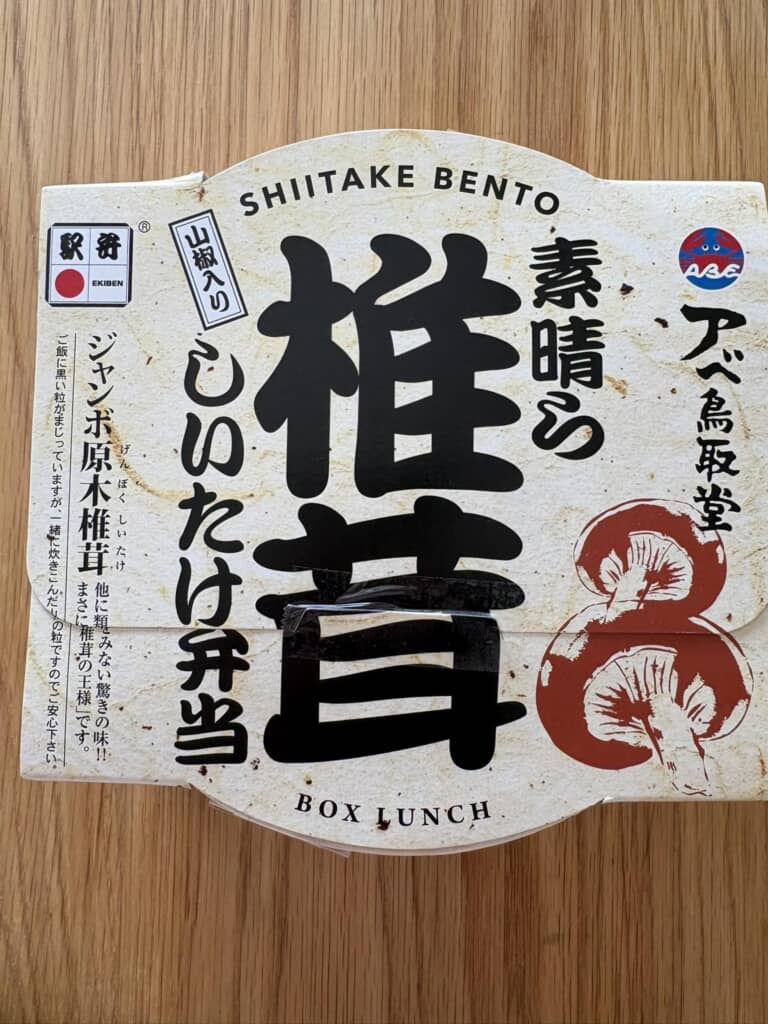 SHIITAKE BENTO
ABE
アベ鳥取堂
素晴らしい
椎茸
山椒入り
しいたけ弁当
駅弁
EKIBEN
®
げんぼくしいたけ
ジャンボ原木椎茸
他に類をみない驚きの味!!
まさに「椎茸の王様」です。
ご飯に黒い粒がまじっていますが、一緒に炊きこんだ
の粒ですのでご安心下さい。
BOX LUNCH